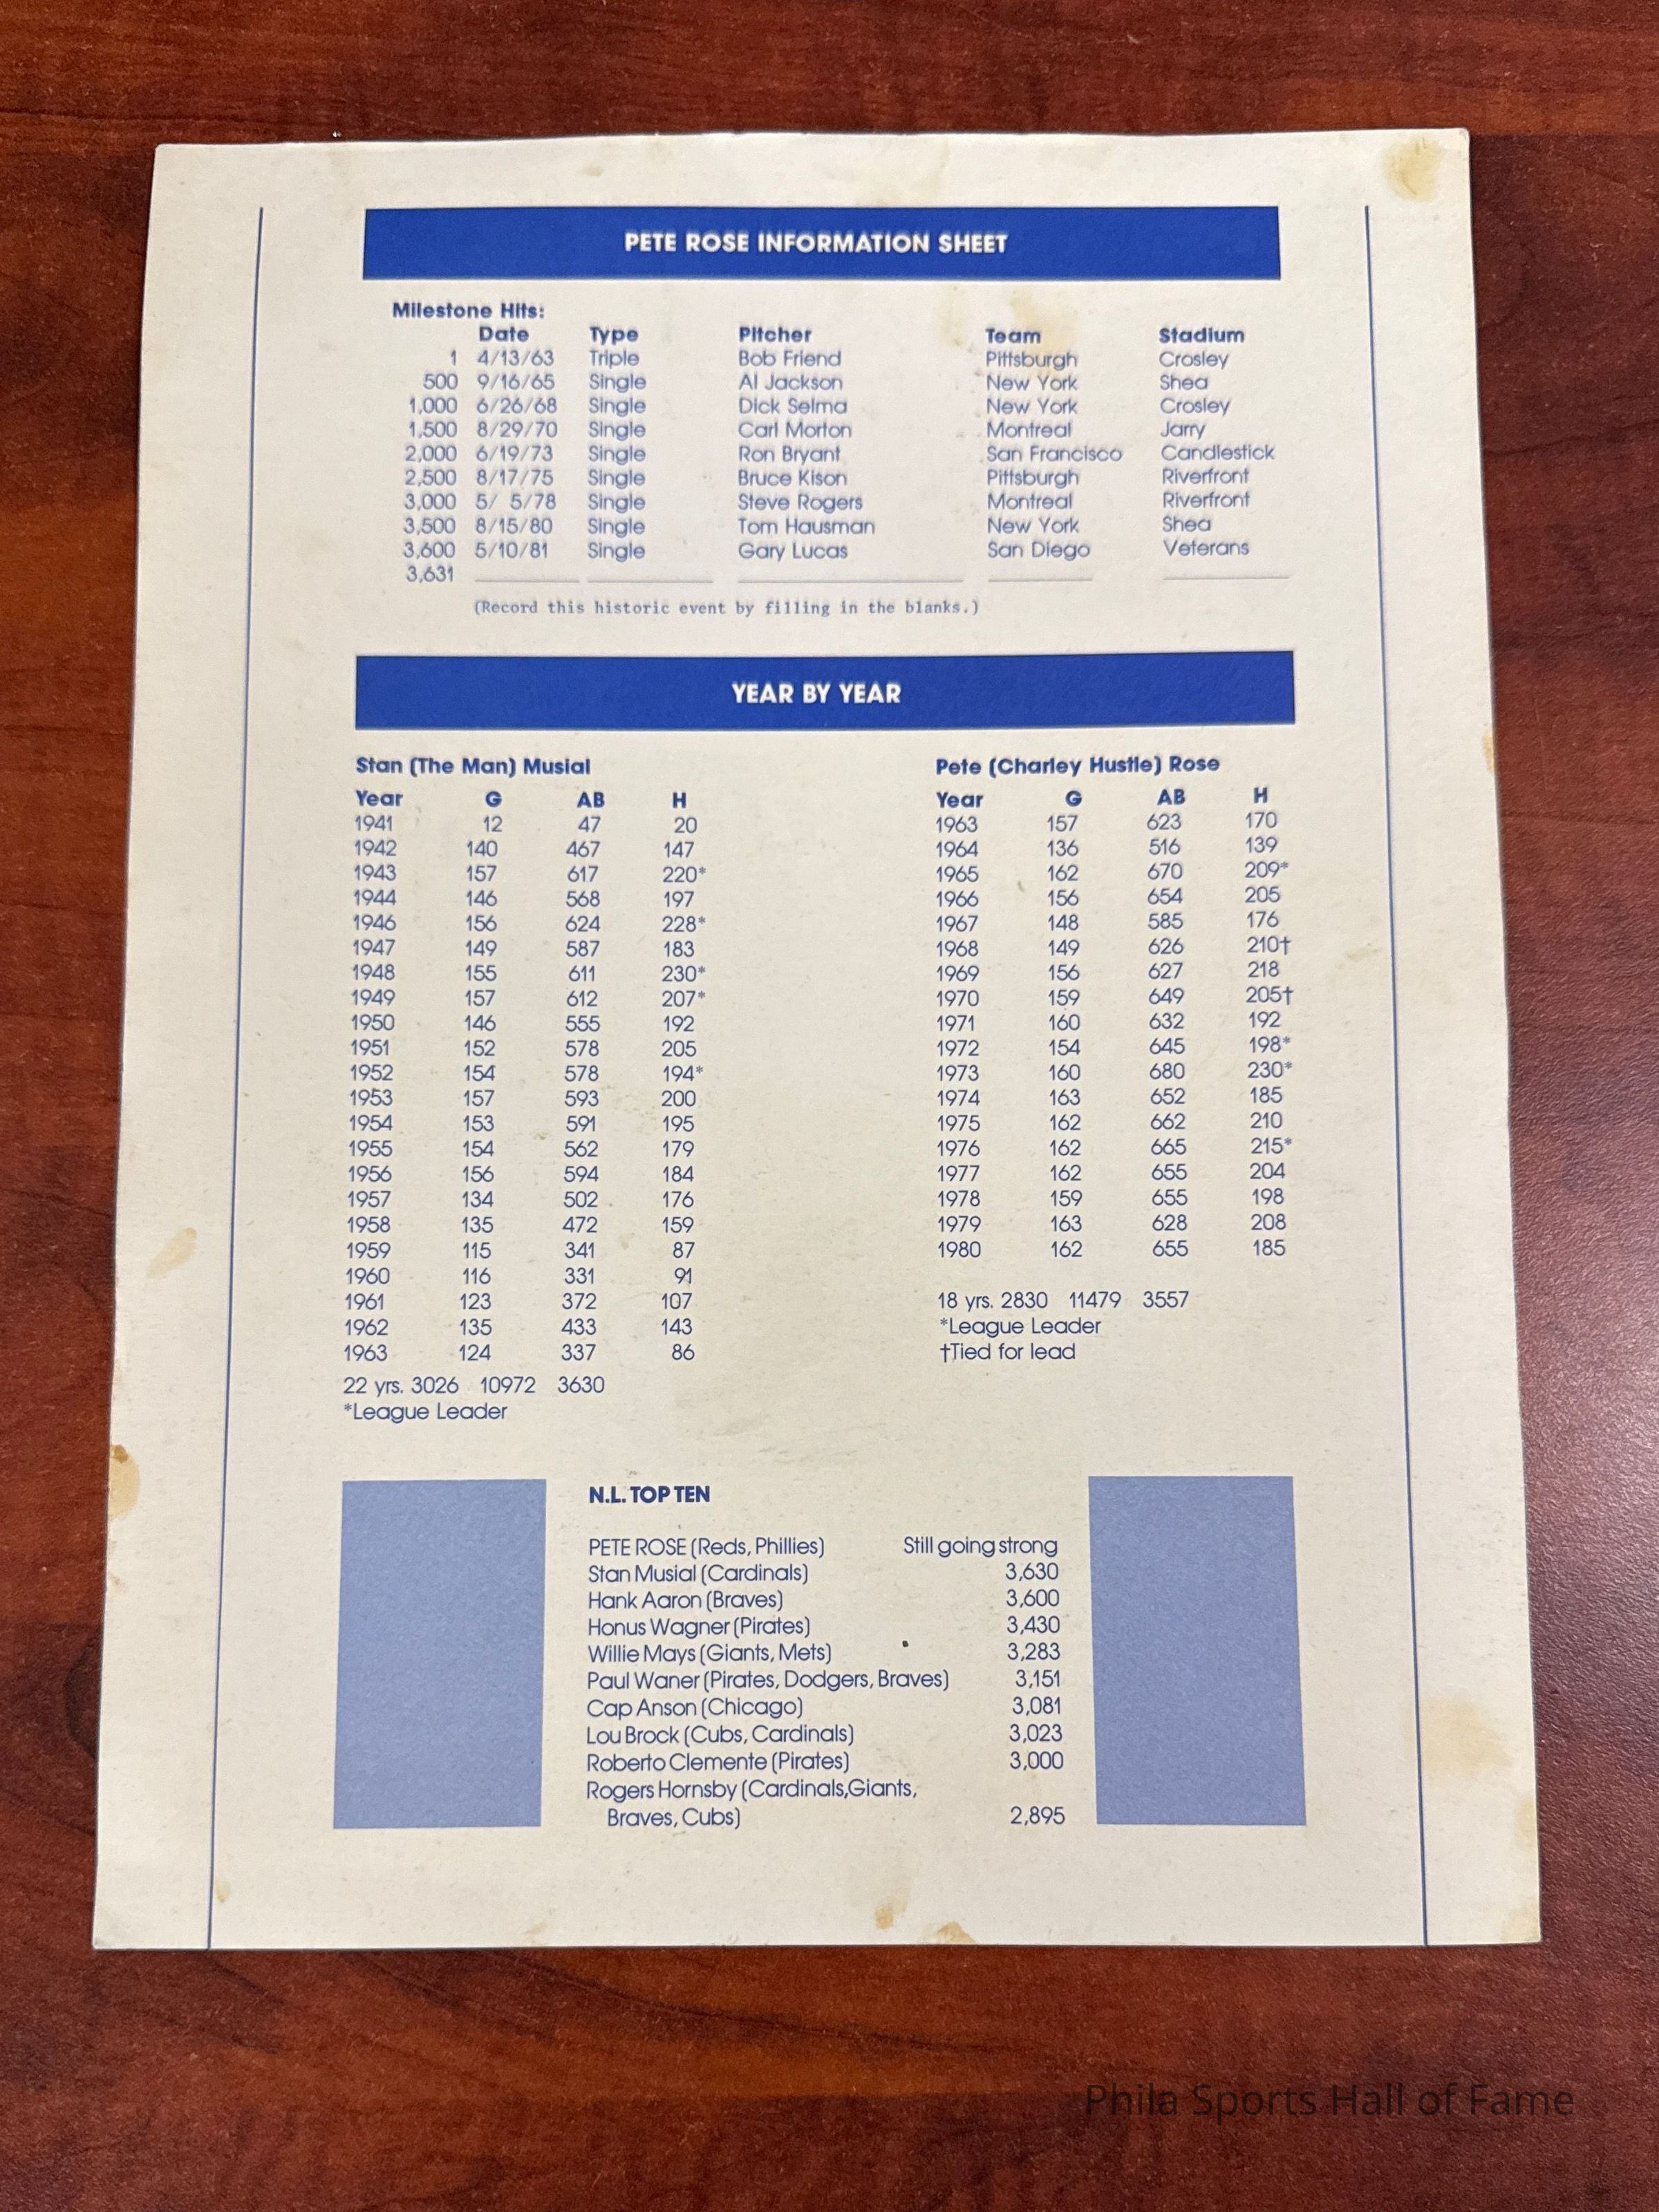 PETE ROSE INFORMATION SHEET
Milestone Hits:
Date Type Pitcher Team Stadium
1 4/13/63 Triple Bob Friend Pittsburgh Crosley
500 9/16/65 Single Al Jackson New York Shea
1,000 6/26/68 Single Dick Selma New York Crosley
1,500 8/29/70 Single Carl Morton Montreal Jarry
2,000 6/19/73 Single Ron Bryant San Francisco Candlestick
2,500 8/17/75 Single Bruce Kison Pittsburgh Riverfront
3,000 5/ 5/78 Single Steve Rogers Montreal Riverfront
3,500 8/15/80 Single Tom Hausman New York Shea
3,600 5/10/81 Single Gary Lucas San Diego Veterans
3,631
(Record this historic event by filling in the blanks.)
YEAR BY YEAR
Stan (The Man) Musial
Year G AB H
1941 12 47 20
1942 140 467 147
1943 157 617 220*
1944 146 568 197
1946 156 624 228*
1947 149 587 183
1948 155 611 230*
1949 157 612 207*
1950 146 555 192
1951 152 578 205
1952 154 578 194*
1953 157 593 200
1954 153 591 195
1955 154 562 179
1956 156 594 184
1957 134 502 176
1958 135 472 159
1959 115 341 87
1960 116 331 91
1961 123 372 107
1962 135 433 143
1963 124 337 86
22 yrs. 3026 10972 3630
*League Leader
Pete (Charley Hustle) Rose
Year G AB H
1963 157 623 170
1964 136 516 139
1965 162 670 209*
1966 156 654 205
1967 148 585 176
1968 149 626 210†
1969 156 627 218
1970 159 649 205†
1971 160 632 192
1972 154 645 198*
1973 160 680 230*
1974 163 652 185
1975 162 662 210
1976 162 665 215*
1977 162 655 204
1978 159 655 198
1979 163 628 208
1980 162 655 185
18 yrs. 2830 11479 3557
*League Leader
†Tied for lead
N.L. TOP TEN
PETE ROSE (Reds, Phillies) Still going strong
Stan Musial (Cardinals) 3,630
Hank Aaron (Braves) 3,600
Honus Wagner (Pirates) 3,430
Willie Mays (Giants, Mets) 3,283
Paul Waner (Pirates, Dodgers, Braves) 3,151
Cap Anson (Chicago) 3,081
Lou Brock (Cubs, Cardinals) 3,023
Roberto Clemente (Pirates) 3,000
Rogers Hornsby (Cardinals,Giants,
Braves, Cubs) 2,895
Phila Sports Hall of Fame